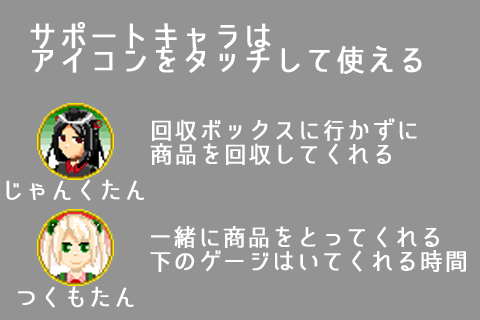 サポートキャラは
アイコンをタッチして使える
回収ボックスに行かずに
商品を回収してくれる
じゃんくたん
一緒に商品をとってくれる
下のゲージはいてくれる時間
つくもたん